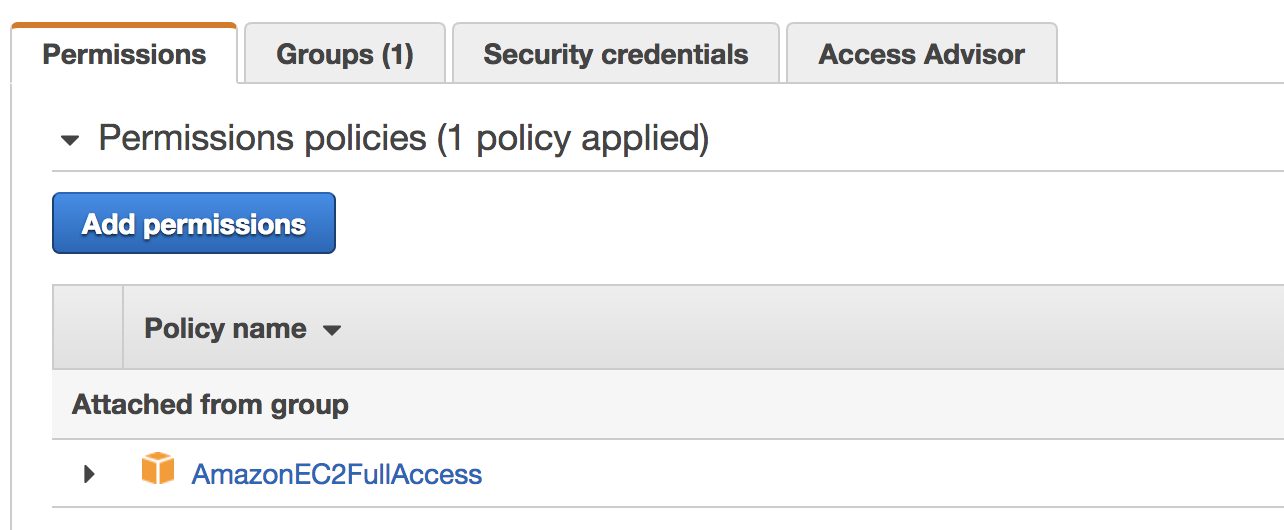 Permissions Groups (1) Security credentials Access Advisor
Permissions policies (1 policy applied)
Add permissions
Policy name
Attached from group
AmazonEC2FullAccess